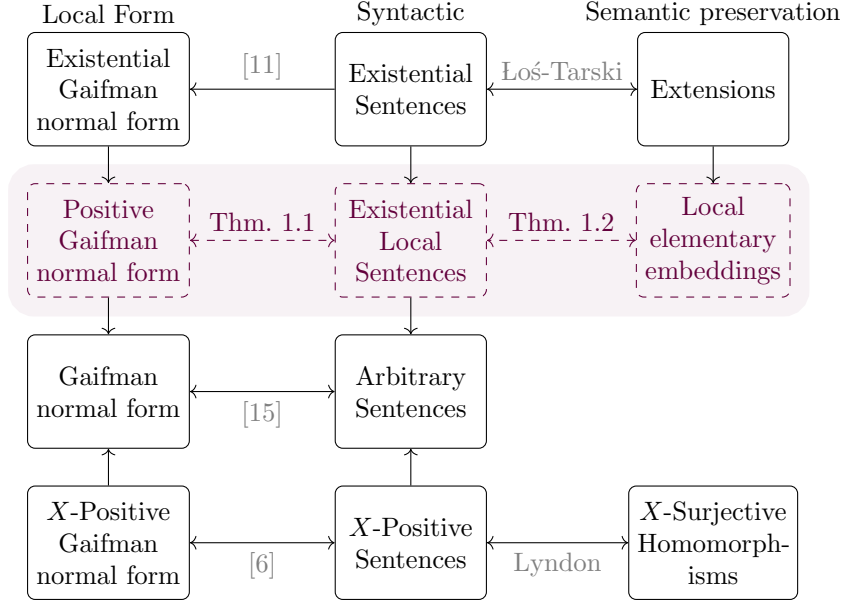 Local Form
Syntactic
Semantic preservation
Existential
Gaifman
normal form
[11]
Existential
Sentences
Łoś-Tarski
Extensions
Positive
Gaifman
normal form
Thm. 1.1
Existential
Local
Sentences
Thm. 1.2
Local
elementary
embeddings
Gaifman
normal form
[15]
Arbitrary
Sentences
X-Positive
Gaifman
normal form
[6]
X-Positive
Sentences
Lyndon
X-Surjective
Homomorph-
isms